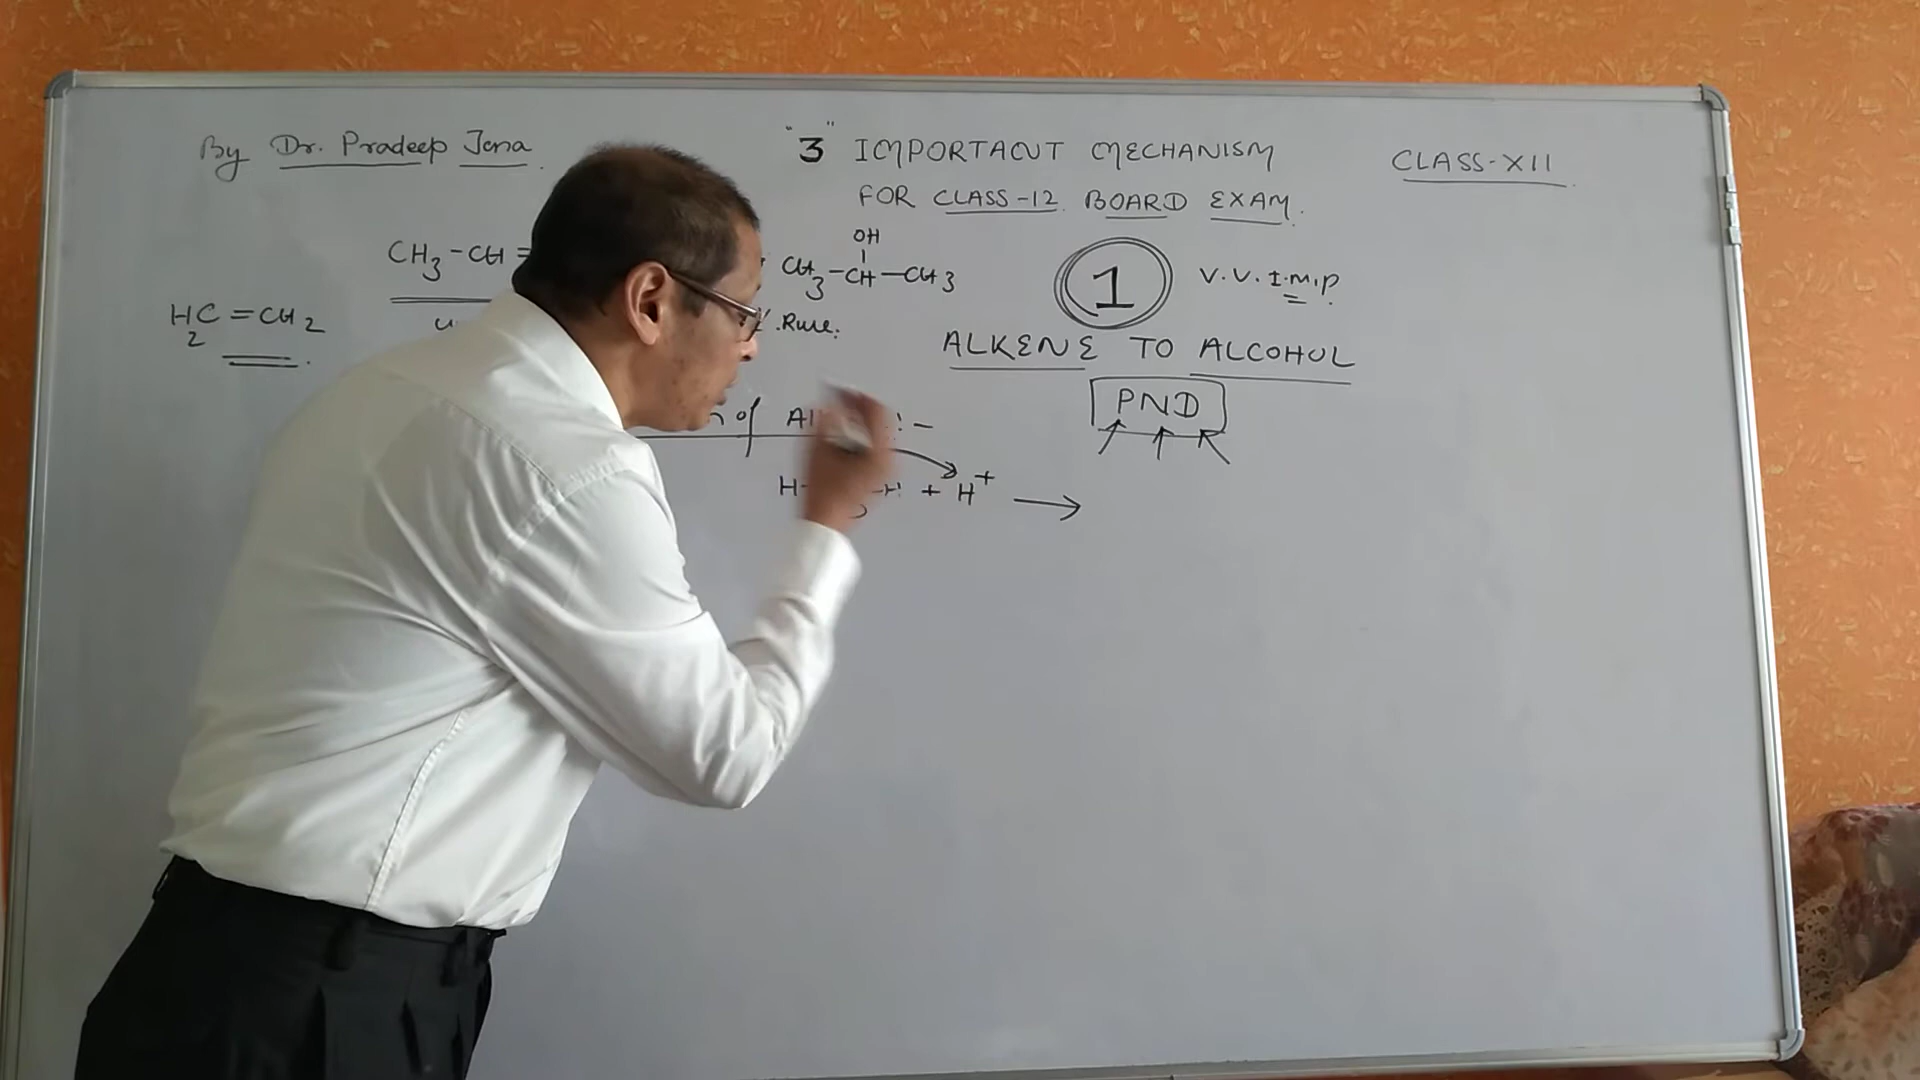 By Dr. Pradeep Jena
"3" IMPORTANT MECHANISM
FOR CLASS-12 BOARD EXAM.
CLASS-XII
CH3-CH=
OH
CH3-CH-CH3
H2C=CH2
Rule.
1
V.V.I.M.P.
ALKENE TO ALCOHOL
PND
of
+ H+ →